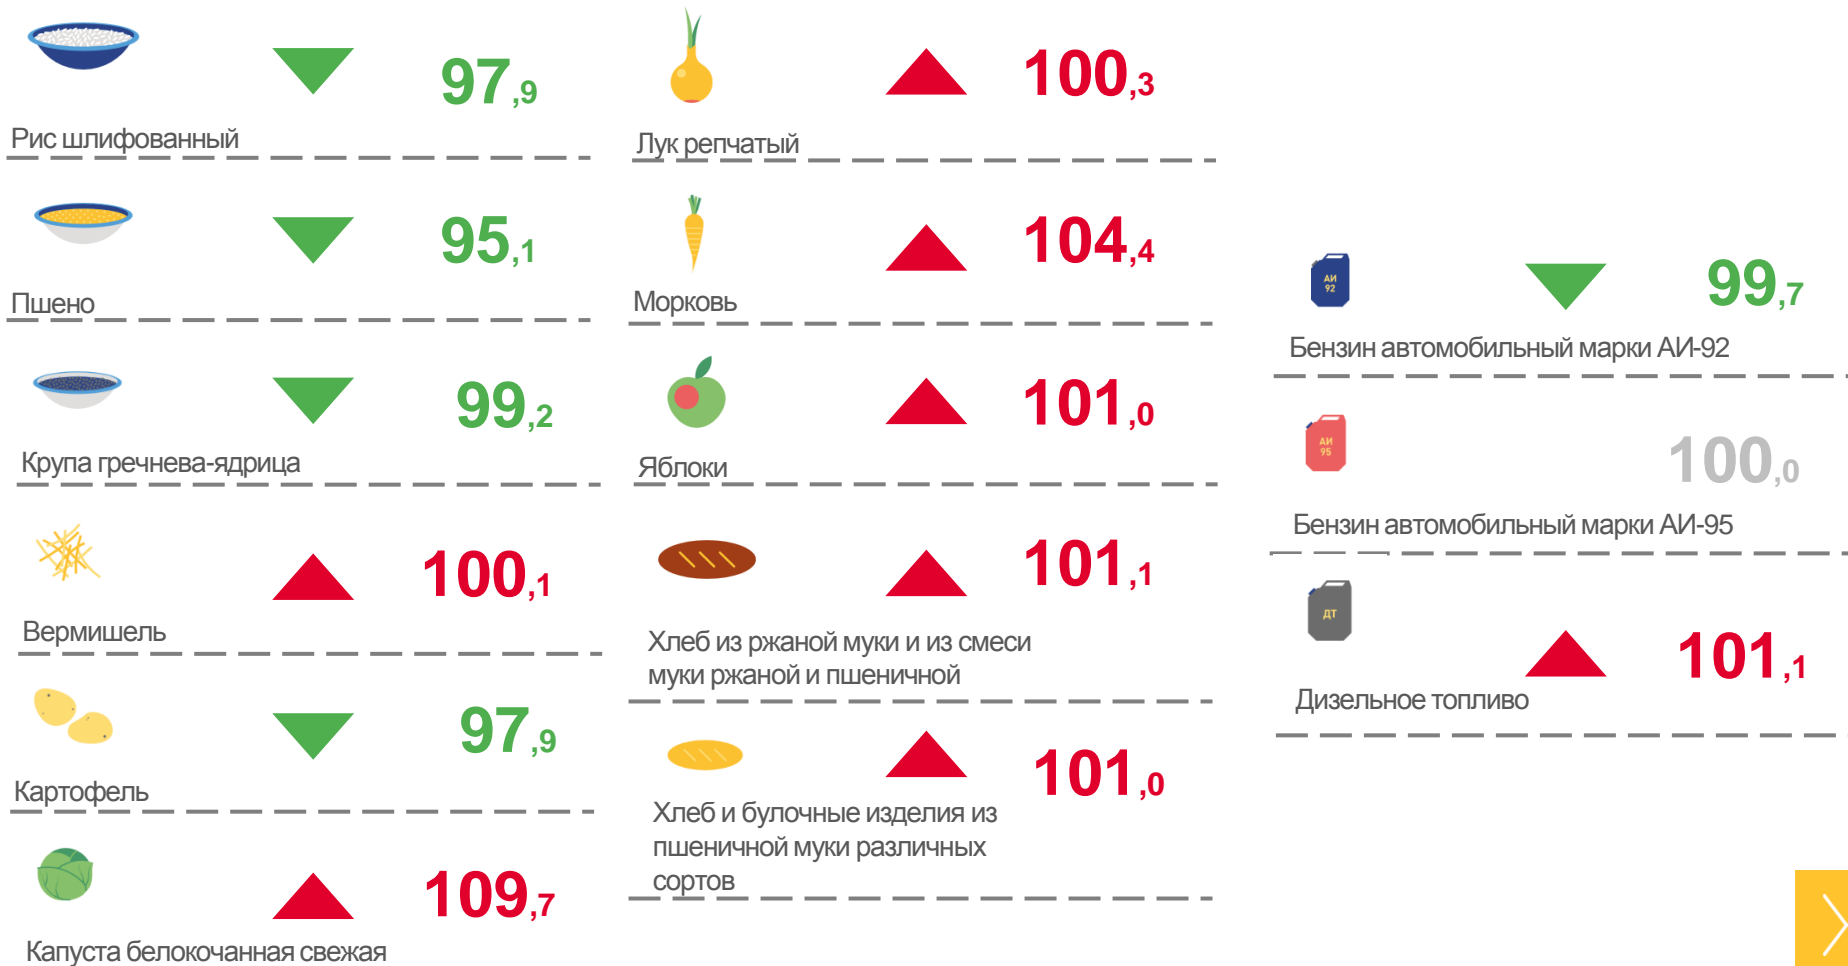 97,9
Рис шлифованный
95,1
Пшено
99,2
Крупа гречнева-ядрица
100,1
Вермишель
97,9
Картофель
109,7
Капуста белокочанная свежая
100,3
Лук репчатый
104,4
Морковь
101,0
Яблоки
101,1
Хлеб из ржаной муки и из смеси
муки ржаной и пшеничной
101,0
Хлеб и булочные изделия из
пшеничной муки различных
сортов
АИ
92
99,7
Бензин автомобильный марки АИ-92
АИ
95
100,0
Бензин автомобильный марки АИ-95
ДТ
101,1
Дизельное топливо